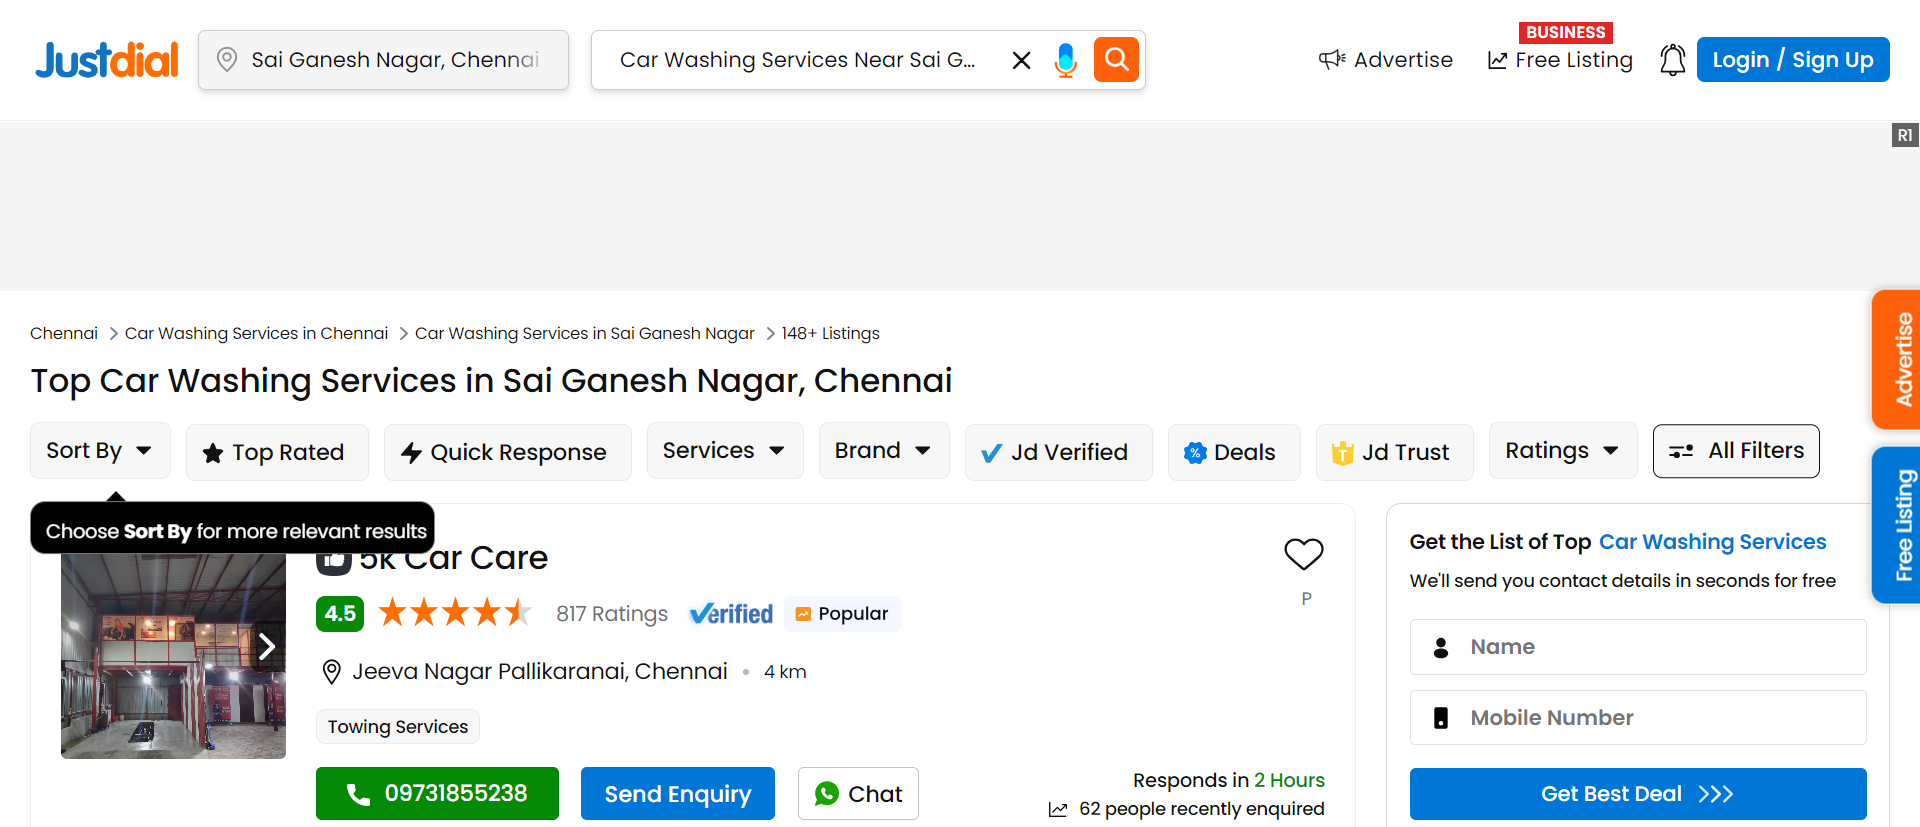 Justdial
Sai Ganesh Nagar, Chennai
Car Washing Services Near Sai G...
Advertise
BUSINESS
Free Listing
Login / Sign Up
R1
Chennai > Car Washing Services in Chennai > Car Washing Services in Sai Ganesh Nagar > 148+ Listings
Top Car Washing Services in Sai Ganesh Nagar, Chennai
Sort By
Top Rated
Quick Response
Services
Brand
Jd Verified
Deals
Jd Trust
Ratings
All Filters
Choose Sort By for more relevant results
5k Car Care
4.5
817 Ratings
Verified
Popular
Jeeva Nagar Pallikaranai, Chennai • 4 km
Towing Services
09731855238
Send Enquiry
Chat
P
Responds in 2 Hours
62 people recently enquired
Get the List of Top Car Washing Services
We'll send you contact details in seconds for free
Name
Mobile Number
Get Best Deal
Advertise
Free Listing